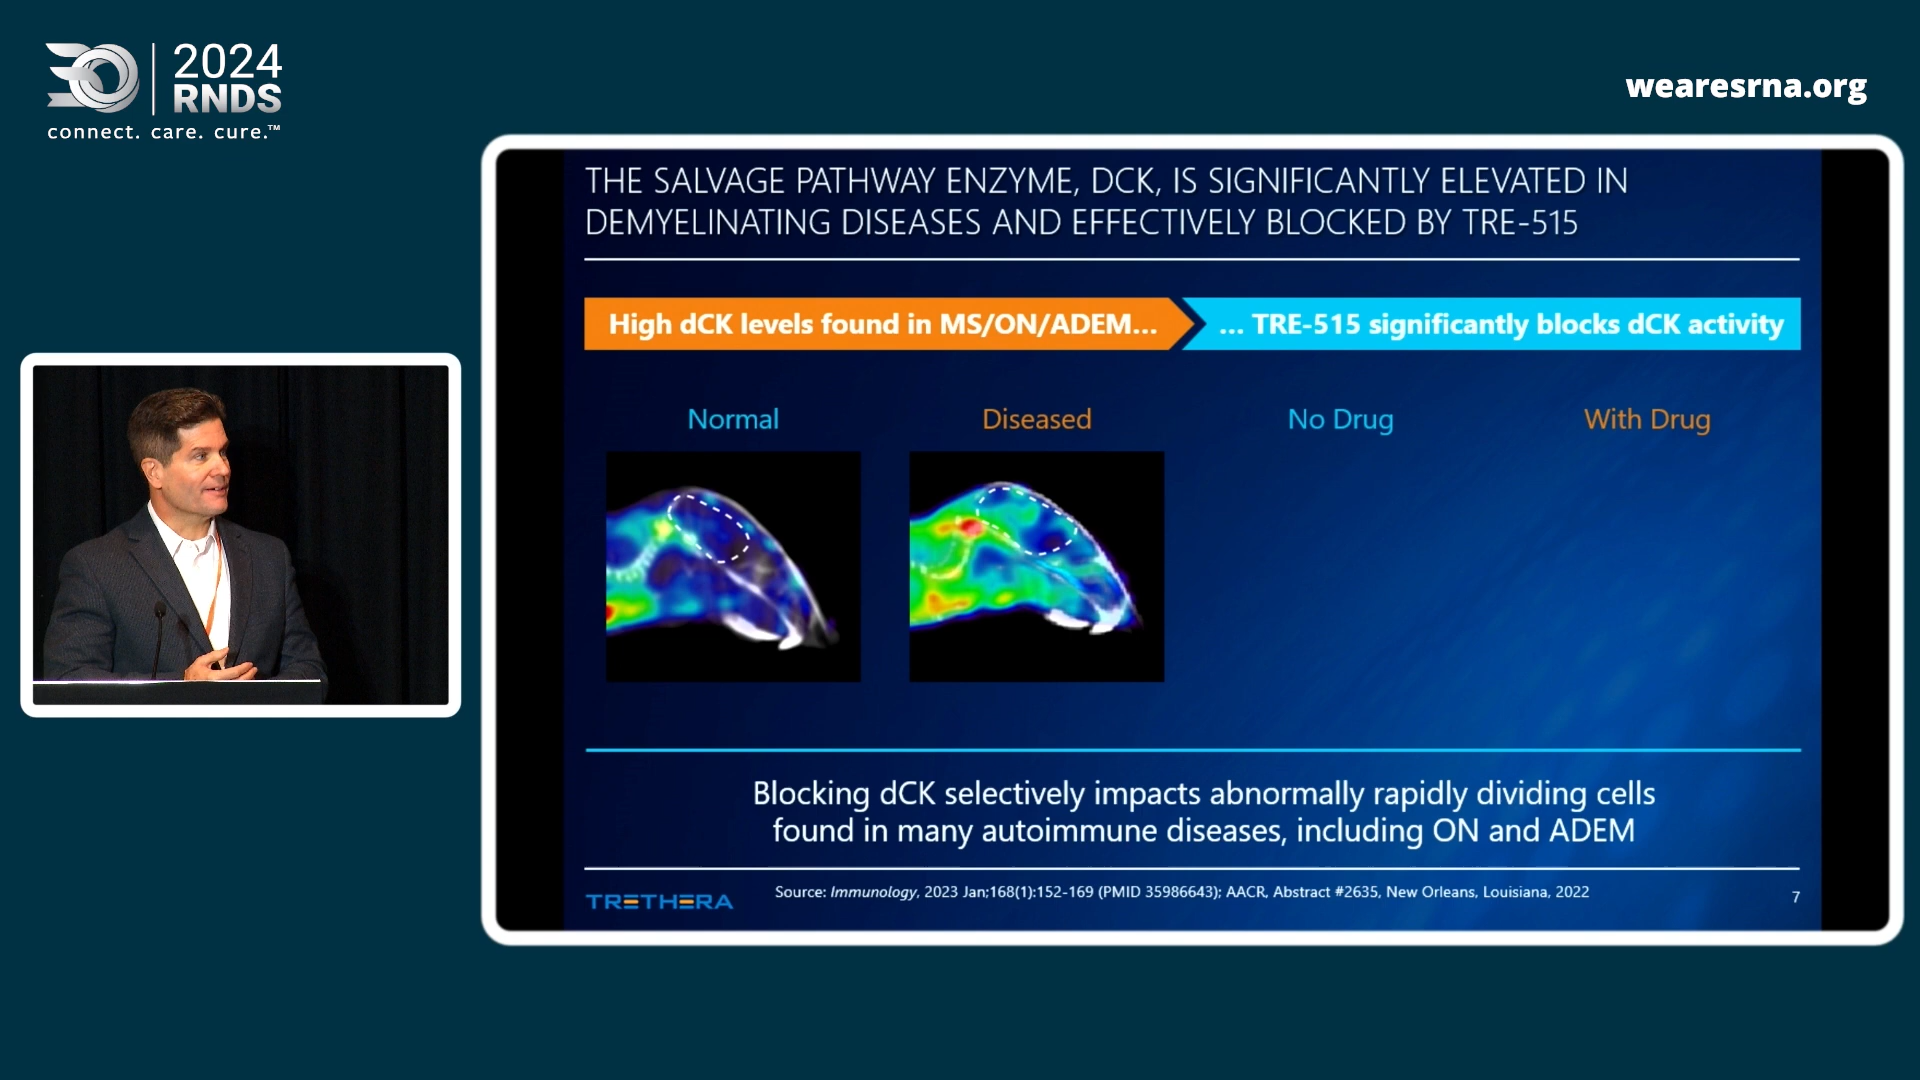 2024
RNDS
connect. care. cure.™
wearesrna.org
THE SALVAGE PATHWAY ENZYME, DCK, IS SIGNIFICANTLY ELEVATED IN
DEMYELINATING DISEASES AND EFFECTIVELY BLOCKED BY TRE-515
High dCK levels found in MS/ON/ADEM...
... TRE-515 significantly blocks dCK activity
Normal
Diseased
No Drug
With Drug
Blocking dCK selectively impacts abnormally rapidly dividing cells
found in many autoimmune diseases, including ON and ADEM
TRETHERA
Source: Immunology, 2023 Jan;168(1):152-169 (PMID 35986643); AACR, Abstract #2635, New Orleans, Louisiana, 2022
7